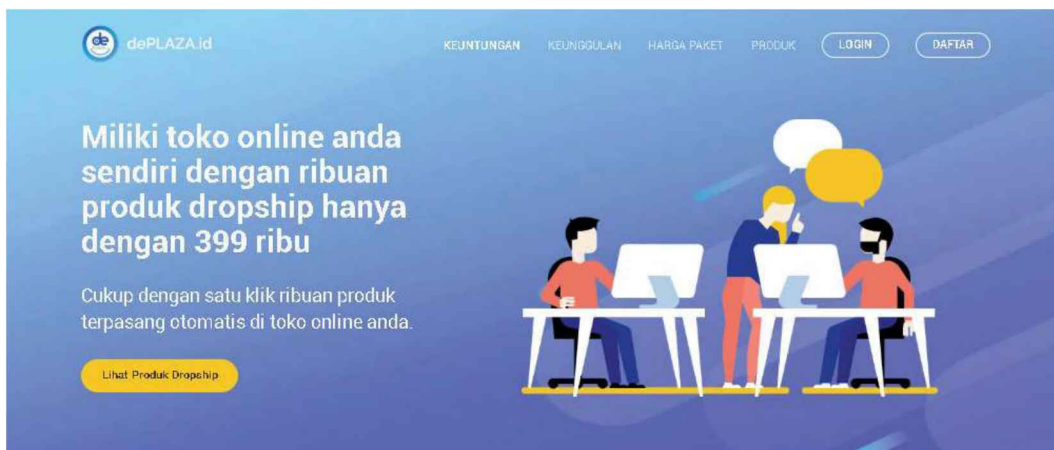 de dePLAZA.id
KEUNTUNGAN KEUNGGULAN HARGA PAKET PRODUK LOGIN DAFTAR
Miliki toko online anda
sendiri dengan ribuan
produk dropship hanya
dengan 399 ribu
Cukup dengan satu klik ribuan produk
terpasang otomatis di toko online anda.
Lihat Produk Dropship